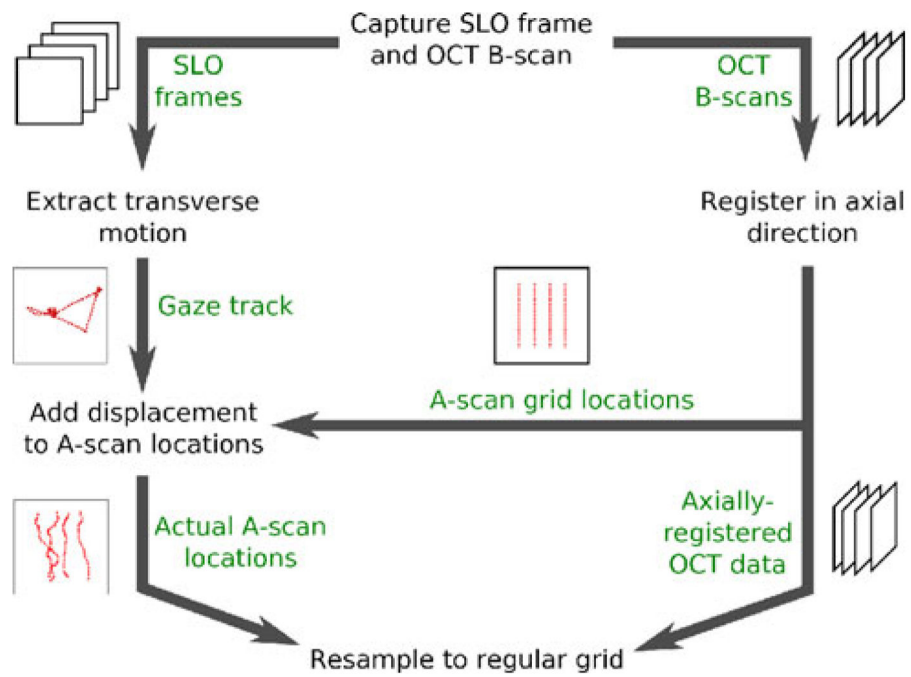 Capture SLO frame
and OCT B-scan
SLO
frames
OCT
B-scans
Extract transverse
motion
Register in axial
direction
Gaze track
A-scan grid locations
Add displacement
to A-scan locations
Actual A-scan
locations
Axially-
registered
OCT data
Resample to regular grid